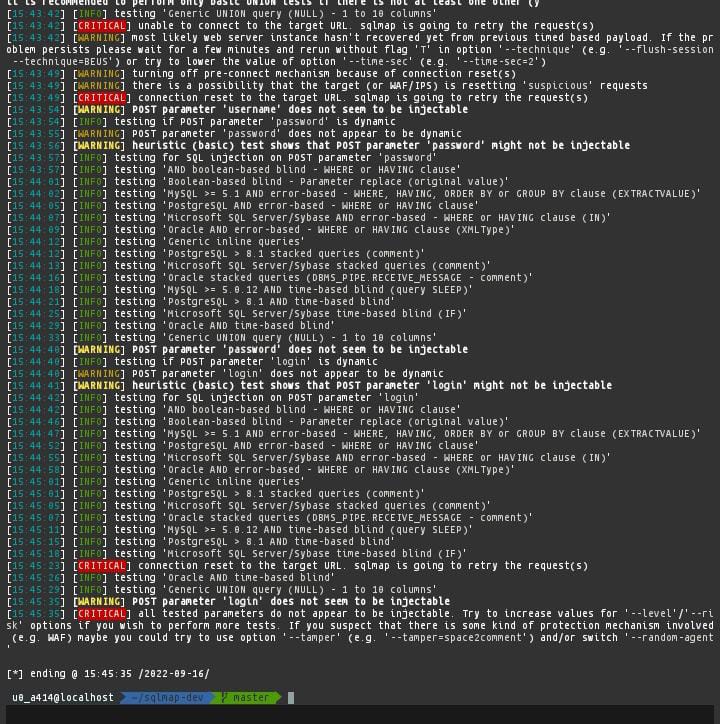 it is recommended to perform only basic UNION tests if there is not at least one other (y
[15:43:42] [INFO] testing 'Generic UNION query (NULL) - 1 to 10 columns'
[15:43:42] [CRITICAL] unable to connect to the target URL. sqlmap is going to retry the request(s)
[15:43:42] [WARNING] most likely web server instance hasn't recovered yet from previous timed based payload. If the pr
oblem persists please wait for a few minutes and rerun without flag 'T' in option '--technique' (e.g. '--flush-session
 --technique=BEUS') or try to lower the value of option '--time-sec' (e.g. '--time-sec=2')
[15:43:49] [WARNING] turning off pre-connect mechanism because of connection reset(s)
[15:43:49] [WARNING] there is a possibility that the target (or WAF/IPS) is resetting 'suspicious' requests
[15:43:49] [CRITICAL] connection reset to the target URL. sqlmap is going to retry the request(s)
[15:43:54] [WARNING] POST parameter 'username' does not seem to be injectable
[15:43:54] [INFO] testing if POST parameter 'password' is dynamic
[15:43:55] [WARNING] POST parameter 'password' does not appear to be dynamic
[15:43:56] [WARNING] heuristic (basic) test shows that POST parameter 'password' might not be injectable
[15:43:57] [INFO] testing for SQL injection on POST parameter 'password'
[15:43:57] [INFO] testing 'AND boolean-based blind - WHERE or HAVING clause'
[15:44:01] [INFO] testing 'Boolean-based blind - Parameter replace (original value)'
[15:44:02] [INFO] testing 'MySQL >= 5.1 AND error-based - WHERE, HAVING, ORDER BY or GROUP BY clause (EXTRACTVALUE)'
[15:44:05] [INFO] testing 'PostgreSQL AND error-based - WHERE or HAVING clause'
[15:44:07] [INFO] testing 'Microsoft SQL Server/Sybase AND error-based - WHERE or HAVING clause (IN)'
[15:44:09] [INFO] testing 'Oracle AND error-based - WHERE or HAVING clause (XMLType)'
[15:44:12] [INFO] testing 'Generic inline queries'
[15:44:12] [INFO] testing 'PostgreSQL > 8.1 stacked queries (comment)'
[15:44:13] [INFO] testing 'Microsoft SQL Server/Sybase stacked queries (comment)'
[15:44:16] [INFO] testing 'Oracle stacked queries (DBMS_PIPE.RECEIVE_MESSAGE - comment)'
[15:44:18] [INFO] testing 'MySQL >= 5.0.12 AND time-based blind (query SLEEP)'
[15:44:21] [INFO] testing 'PostgreSQL > 8.1 AND time-based blind'
[15:44:25] [INFO] testing 'Microsoft SQL Server/Sybase time-based blind (IF)'
[15:44:29] [INFO] testing 'Oracle AND time-based blind'
[15:44:33] [INFO] testing 'Generic UNION query (NULL) - 1 to 10 columns'
[15:44:40] [WARNING] POST parameter 'password' does not seem to be injectable
[15:44:40] [INFO] testing if POST parameter 'login' is dynamic
[15:44:40] [WARNING] POST parameter 'login' does not appear to be dynamic
[15:44:41] [WARNING] heuristic (basic) test shows that POST parameter 'login' might not be injectable
[15:44:42] [INFO] testing for SQL injection on POST parameter 'login'
[15:44:42] [INFO] testing 'AND boolean-based blind - WHERE or HAVING clause'
[15:44:46] [INFO] testing 'Boolean-based blind - Parameter replace (original value)'
[15:44:47] [INFO] testing 'MySQL >= 5.1 AND error-based - WHERE, HAVING, ORDER BY or GROUP BY clause (EXTRACTVALUE)'
[15:44:52] [INFO] testing 'PostgreSQL AND error-based - WHERE or HAVING clause'
[15:44:55] [INFO] testing 'Microsoft SQL Server/Sybase AND error-based - WHERE or HAVING clause (IN)'
[15:44:58] [INFO] testing 'Oracle AND error-based - WHERE or HAVING clause (XMLType)'
[15:45:01] [INFO] testing 'Generic inline queries'
[15:45:01] [INFO] testing 'PostgreSQL > 8.1 stacked queries (comment)'
[15:45:05] [INFO] testing 'Microsoft SQL Server/Sybase stacked queries (comment)'
[15:45:07] [INFO] testing 'Oracle stacked queries (DBMS_PIPE.RECEIVE_MESSAGE - comment)'
[15:45:11] [INFO] testing 'MySQL >= 5.0.12 AND time-based blind (query SLEEP)'
[15:45:15] [INFO] testing 'PostgreSQL > 8.1 AND time-based blind'
[15:45:18] [INFO] testing 'Microsoft SQL Server/Sybase time-based blind (IF)'
[15:45:23] [CRITICAL] connection reset to the target URL. sqlmap is going to retry the request(s)
[15:45:26] [INFO] testing 'Oracle AND time-based blind'
[15:45:29] [INFO] testing 'Generic UNION query (NULL) - 1 to 10 columns'
[15:45:35] [WARNING] POST parameter 'login' does not seem to be injectable
[15:45:35] [CRITICAL] all tested parameters do not appear to be injectable. Try to increase values for '--level'/'--ri
sk' options if you wish to perform more tests. If you suspect that there is some kind of protection mechanism involved
 (e.g. WAF) maybe you could try to use option '--tamper' (e.g. '--tamper=space2comment') and/or switch '--random-agent
'
[*] ending @ 15:45:35 /2022-09-16/
u0_a414@localhost ~/sqlmap-dev master